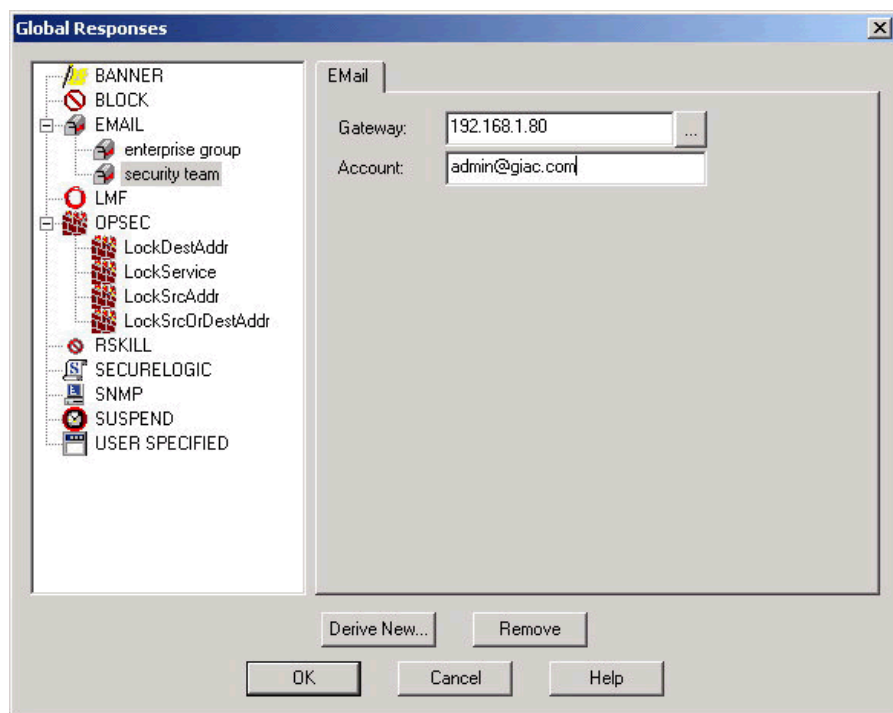 Global Responses
BANNER
BLOCK
EMAIL
enterprise group
security team
LMF
OPSEC
LockDestAddr
LockService
LockSrcAddr
LockSrcOrDestAddr
RSKILL
SECURELOGIC
SNMP
SUSPEND
USER SPECIFIED
EMail
Gateway: 192.168.1.80 ...
Account: admin@giac.com
Derive New... Remove
OK Cancel Help